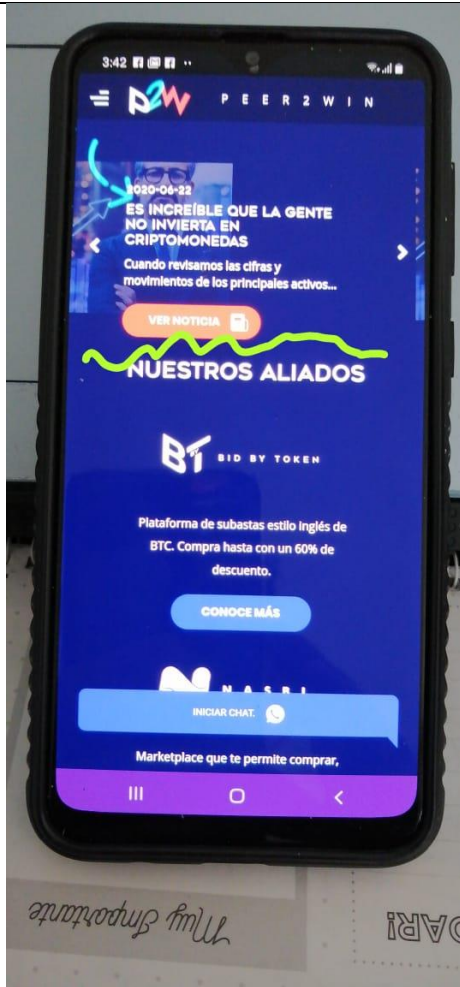 3:42
P2W PEER2WIN
2020-06-22
ES INCREÍBLE QUE LA GENTE
NO INVIERTA EN
CRIPTOMONEDAS
Cuando revisamos las cifras y
movimientos de los principales activos...
VER NOTICIA
NUESTROS ALIADOS
BT BID BY TOKEN
Plataforma de subastas estilo inglés de
BTC. Compra hasta con un 60% de
descuento.
CONOCE MÁS
INICIAR CHAT.
Marketplace que te permite comprar,
Muy Importante